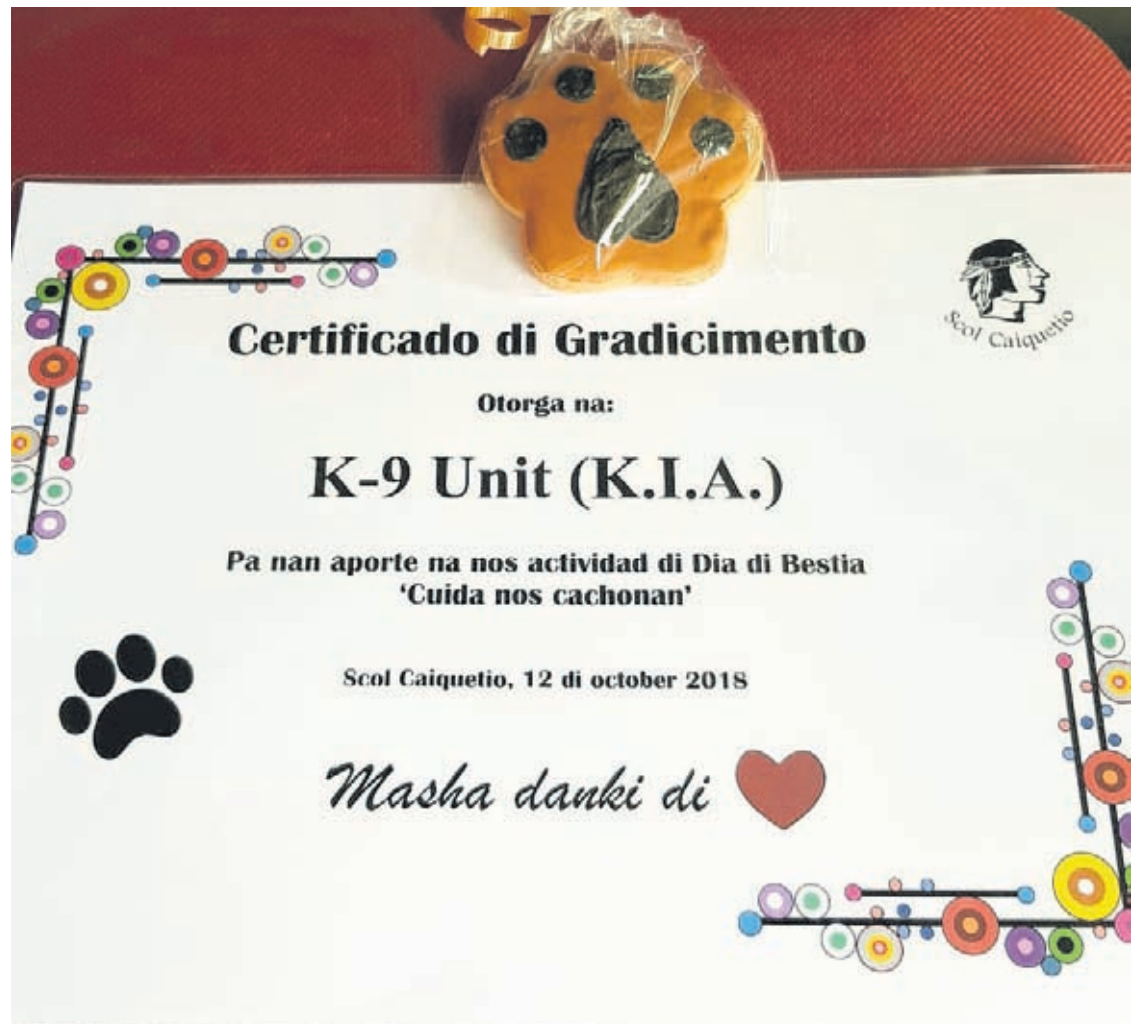 Scol Caiquetio
Certificado di Gradicimento
Otorga na:
K-9 Unit (K.I.A.)
Pa nan aporte na nos actividad di Dia di Bestia
‘Cuida nos cachonan’
Scol Caiquetio, 12 di october 2018
Masha danki di